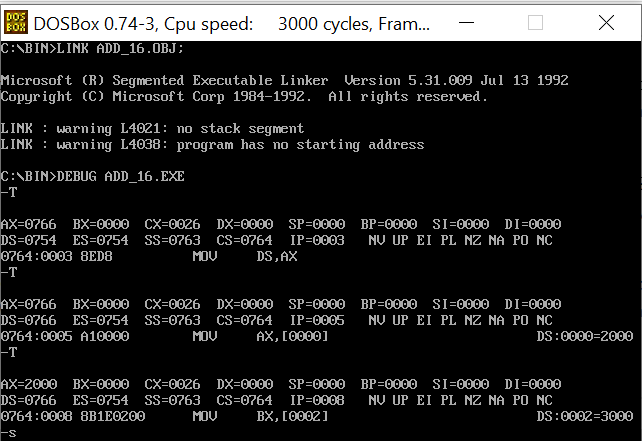 DOSBox 0.74-3, Cpu speed: 3000 cycles, Fram...
C:\BIN>LINK ADD_16.OBJ;
Microsoft (R) Segmented Executable Linker Version 5.31.009 Jul 13 1992
Copyright (C) Microsoft Corp 1984-1992. All rights reserved.
LINK : warning L4021: no stack segment
LINK : warning L4038: program has no starting address
C:\BIN>DEBUG ADD_16.EXE
-T
AX=0766 BX=0000 CX=0026 DX=0000 SP=0000 BP=0000 SI=0000 DI=0000
DS=0754 ES=0754 SS=0763 CS=0764 IP=0003 NV UP EI PL NZ NA PO NC
0764:0003 8ED8 MOV DS,AX
-T
AX=0766 BX=0000 CX=0026 DX=0000 SP=0000 BP=0000 SI=0000 DI=0000
DS=0766 ES=0754 SS=0763 CS=0764 IP=0005 NV UP EI PL NZ NA PO NC
0764:0005 A10000 MOV AX,[0000] DS:0000=2000
-T
AX=2000 BX=0000 CX=0026 DX=0000 SP=0000 BP=0000 SI=0000 DI=0000
DS=0766 ES=0754 SS=0763 CS=0764 IP=0008 NV UP EI PL NZ NA PO NC
0764:0008 8B1E0200 MOV BX,[0002] DS:0002=3000
-s